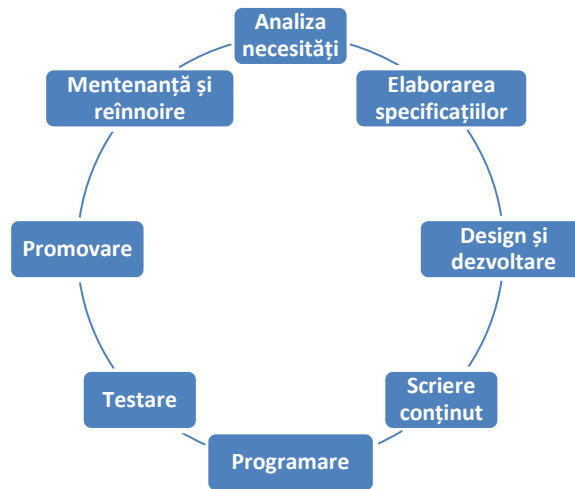 Analiza
necesități
Elaborarea
specificațiilor
Design și
dezvoltare
Scriere
conținut
Programare
Testare
Promovare
Mentenanță și
reînnoire